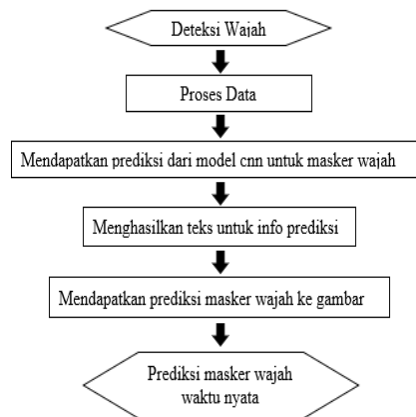 Deteksi Wajah
Proses Data
Mendapatkan prediksi dari model cnn untuk masker wajah
Menghasilkan teks untuk info prediksi
Mendapatkan prediksi masker wajah ke gambar
Prediksi masker wajah
waktu nyata